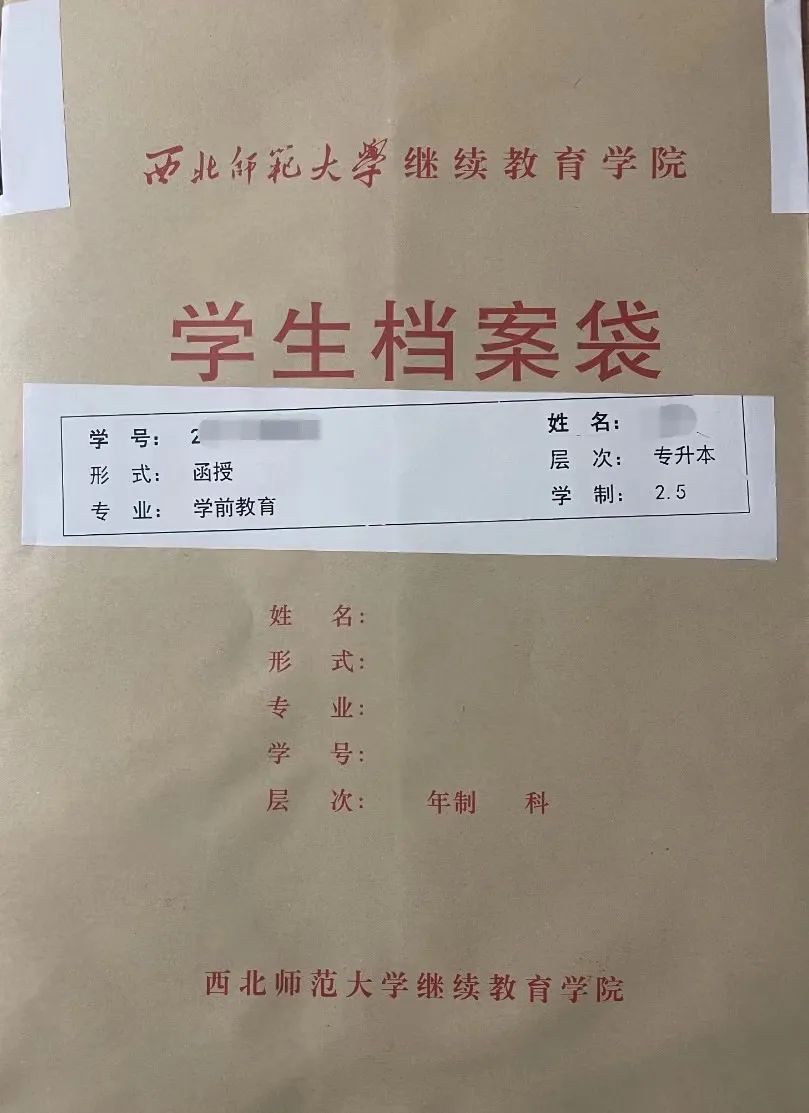 西北师範大学继续教育学院
学生档案袋
学 号： 2 姓 名：
形 式： 函授 层 次： 专升本
专 业： 学前教育 学 制： 2.5
姓 名：
形 式：
专 业：
学 号：
层 次： 年制 科
西北师范大学继续教育学院